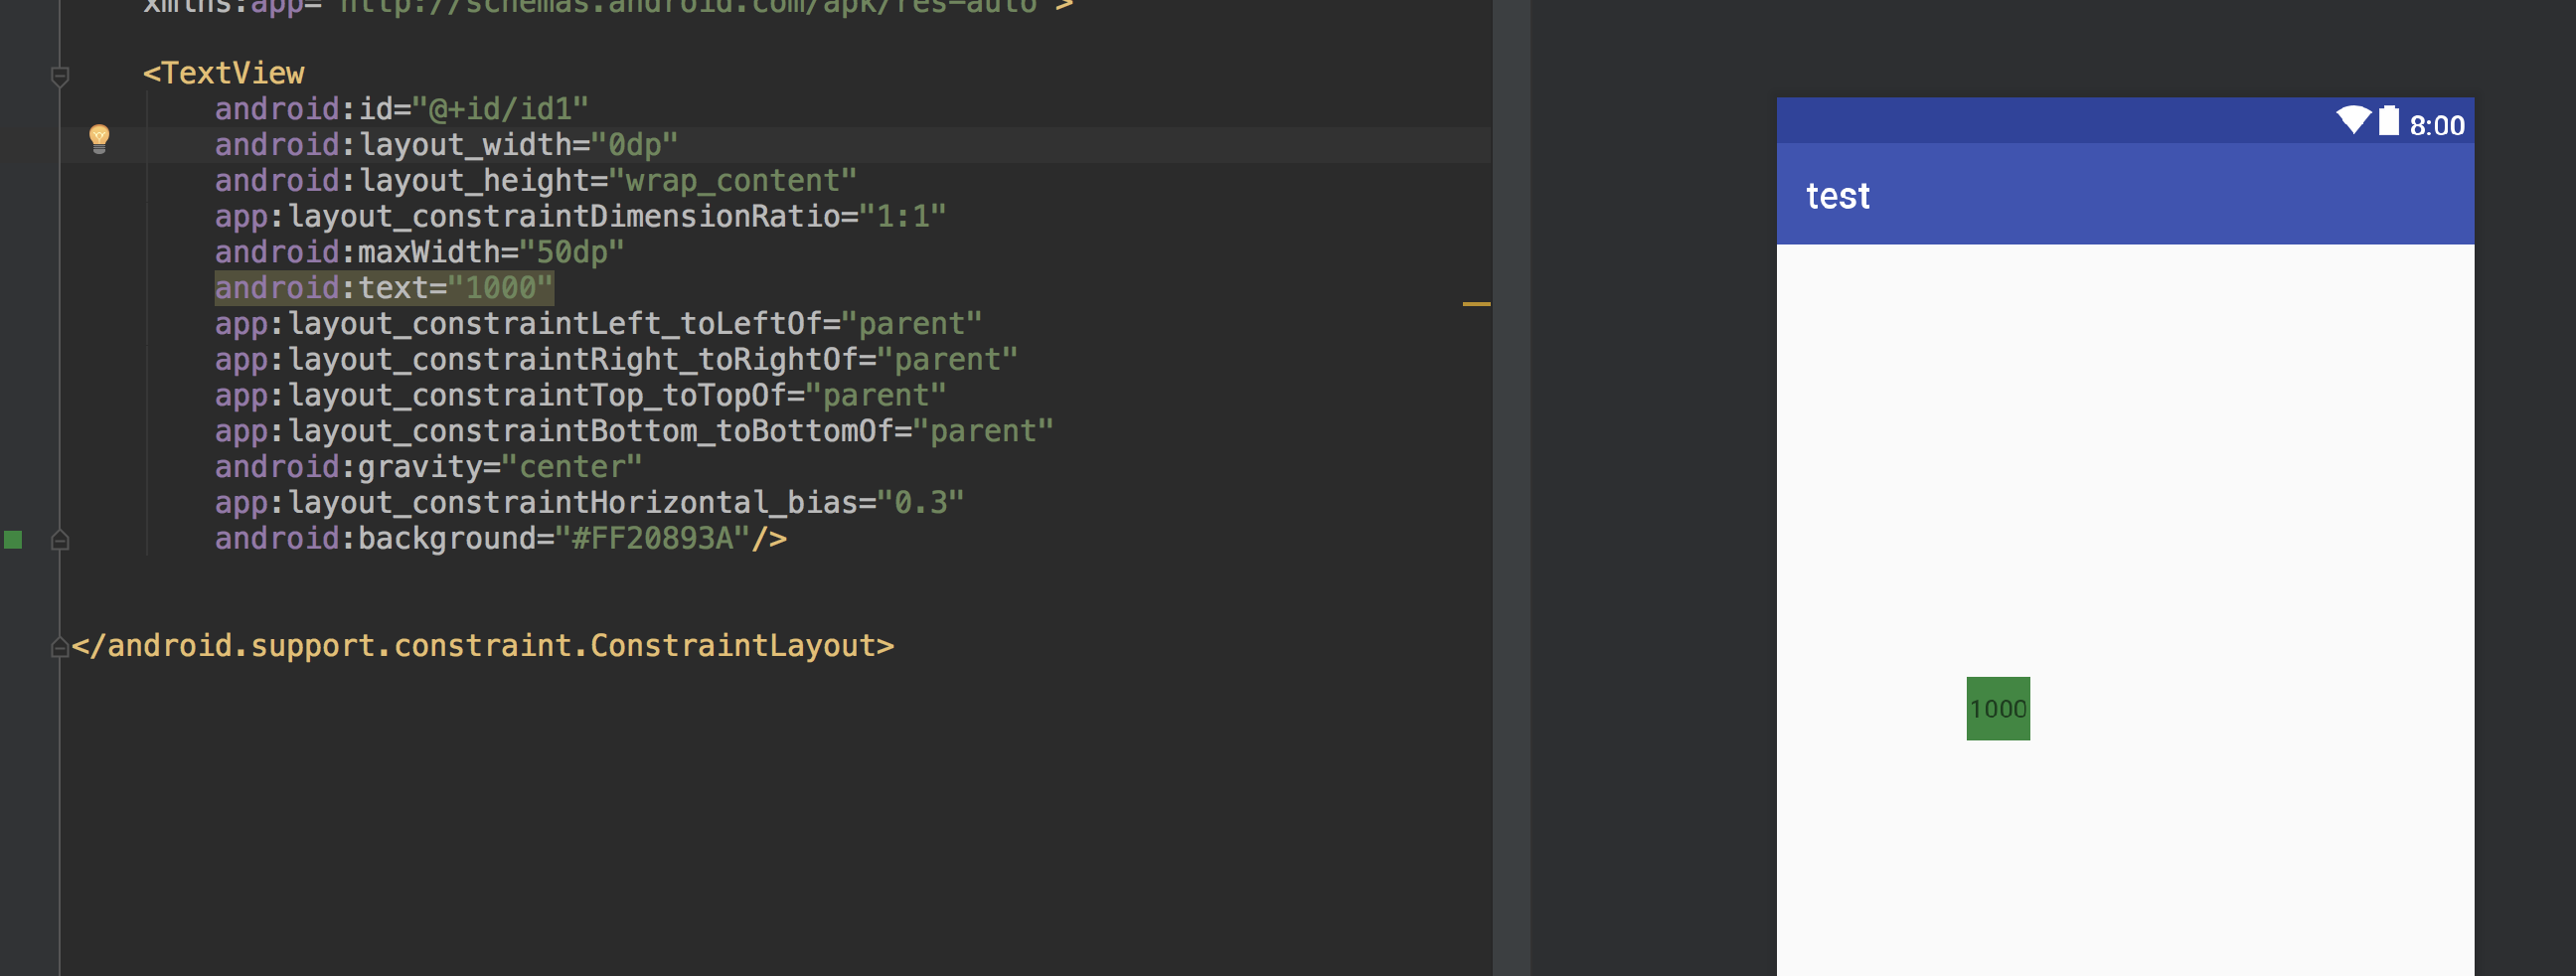 xmlns:app="http://schemas.android.com/apk/res-auto">
<TextView
android:id="@+id/id1"
android:layout_width="0dp"
android:layout_height="wrap_content"
app:layout_constraintDimensionRatio="1:1"
android:maxWidth="50dp"
android:text="1000"
app:layout_constraintLeft_toLeftOf="parent"
app:layout_constraintRight_toRightOf="parent"
app:layout_constraintTop_toTopOf="parent"
app:layout_constraintBottom_toBottomOf="parent"
android:gravity="center"
app:layout_constraintHorizontal_bias="0.3"
android:background="#FF20893A"/>
</android.support.constraint.ConstraintLayout>
8:00
test
1000